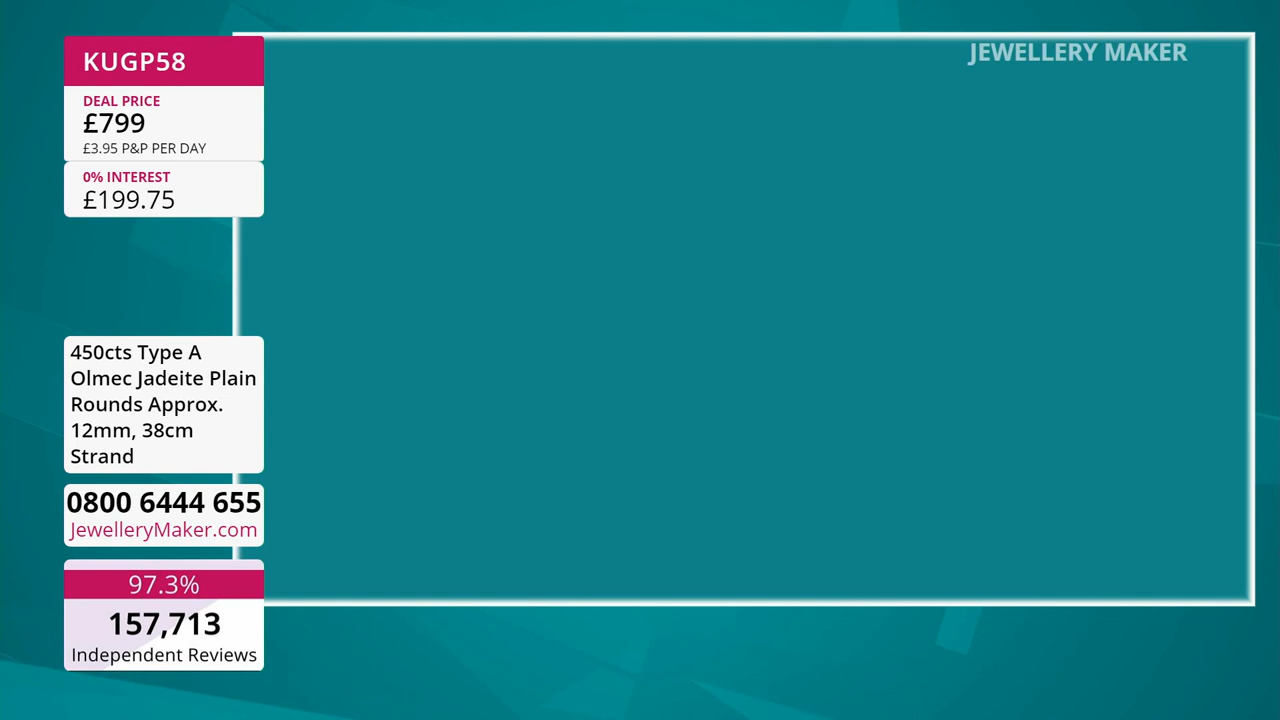 KUGP58
DEAL PRICE
£799
£3.95 P&P PER DAY
0% INTEREST
£199.75
450cts Type A
Olmec Jadeite Plain
Rounds Approx.
12mm, 38cm
Strand
0800 6444 655
JewelleryMaker.com
97.3%
157,713
Independent Reviews
JEWELLERY MAKER